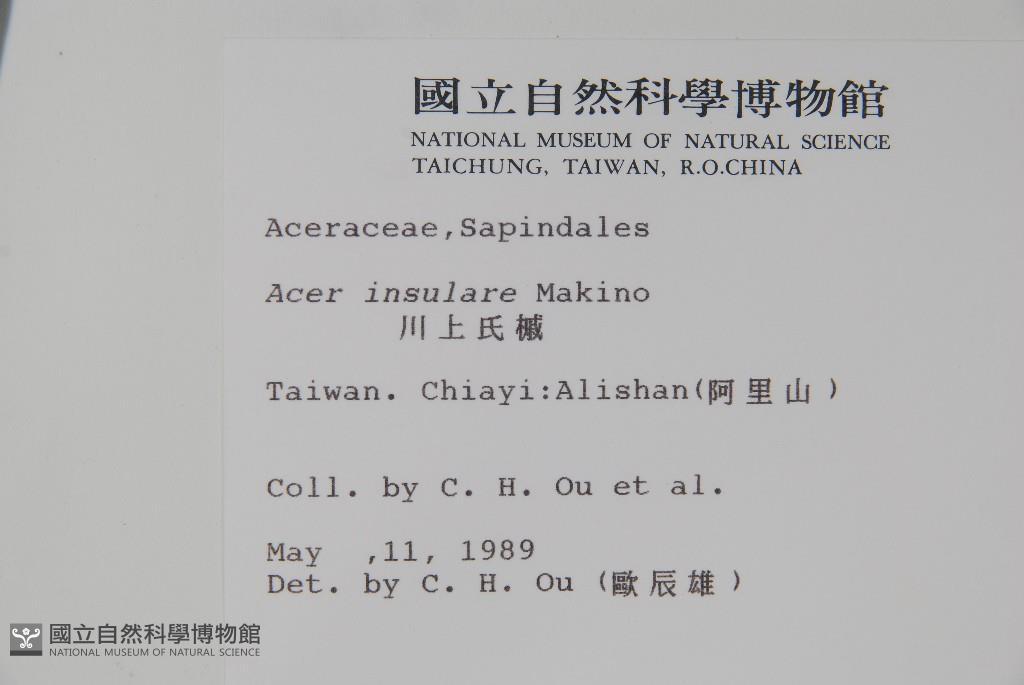 國立自然科學博物館
NATIONAL MUSEUM OF NATURAL SCIENCE
TAICHUNG, TAIWAN, R.O.CHINA
Aceraceae,Sapindales
Acer insulare Makino
川上氏槭
Taiwan. Chiayi:Alishan(阿里山)
Coll. by C. H. Ou et al.
May ,11, 1989
Det. by C. H. Ou (歐辰雄)
國立自然科學博物館
NATIONAL MUSEUM OF NATURAL SCIENCE